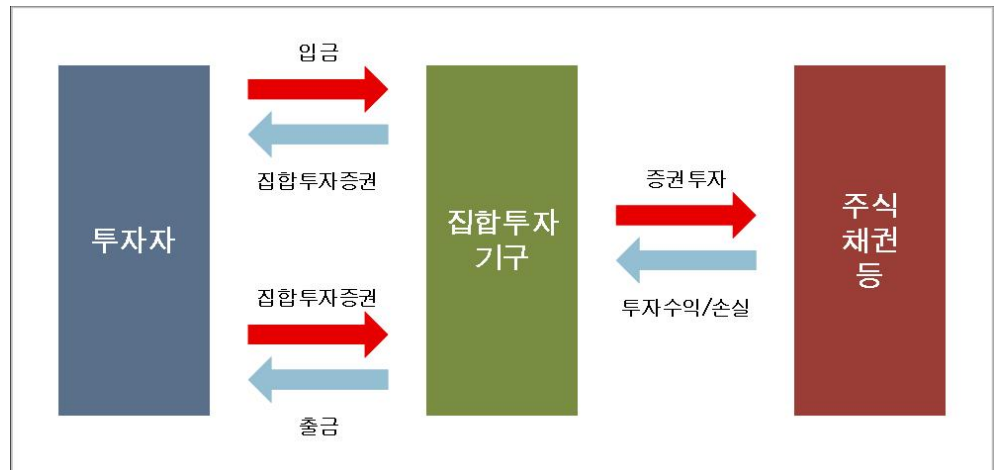 입금
집합투자증권
투자자
집합투자증권
출금
집합투자
기구
증권투자
투자수익/손실
주식
채권
등